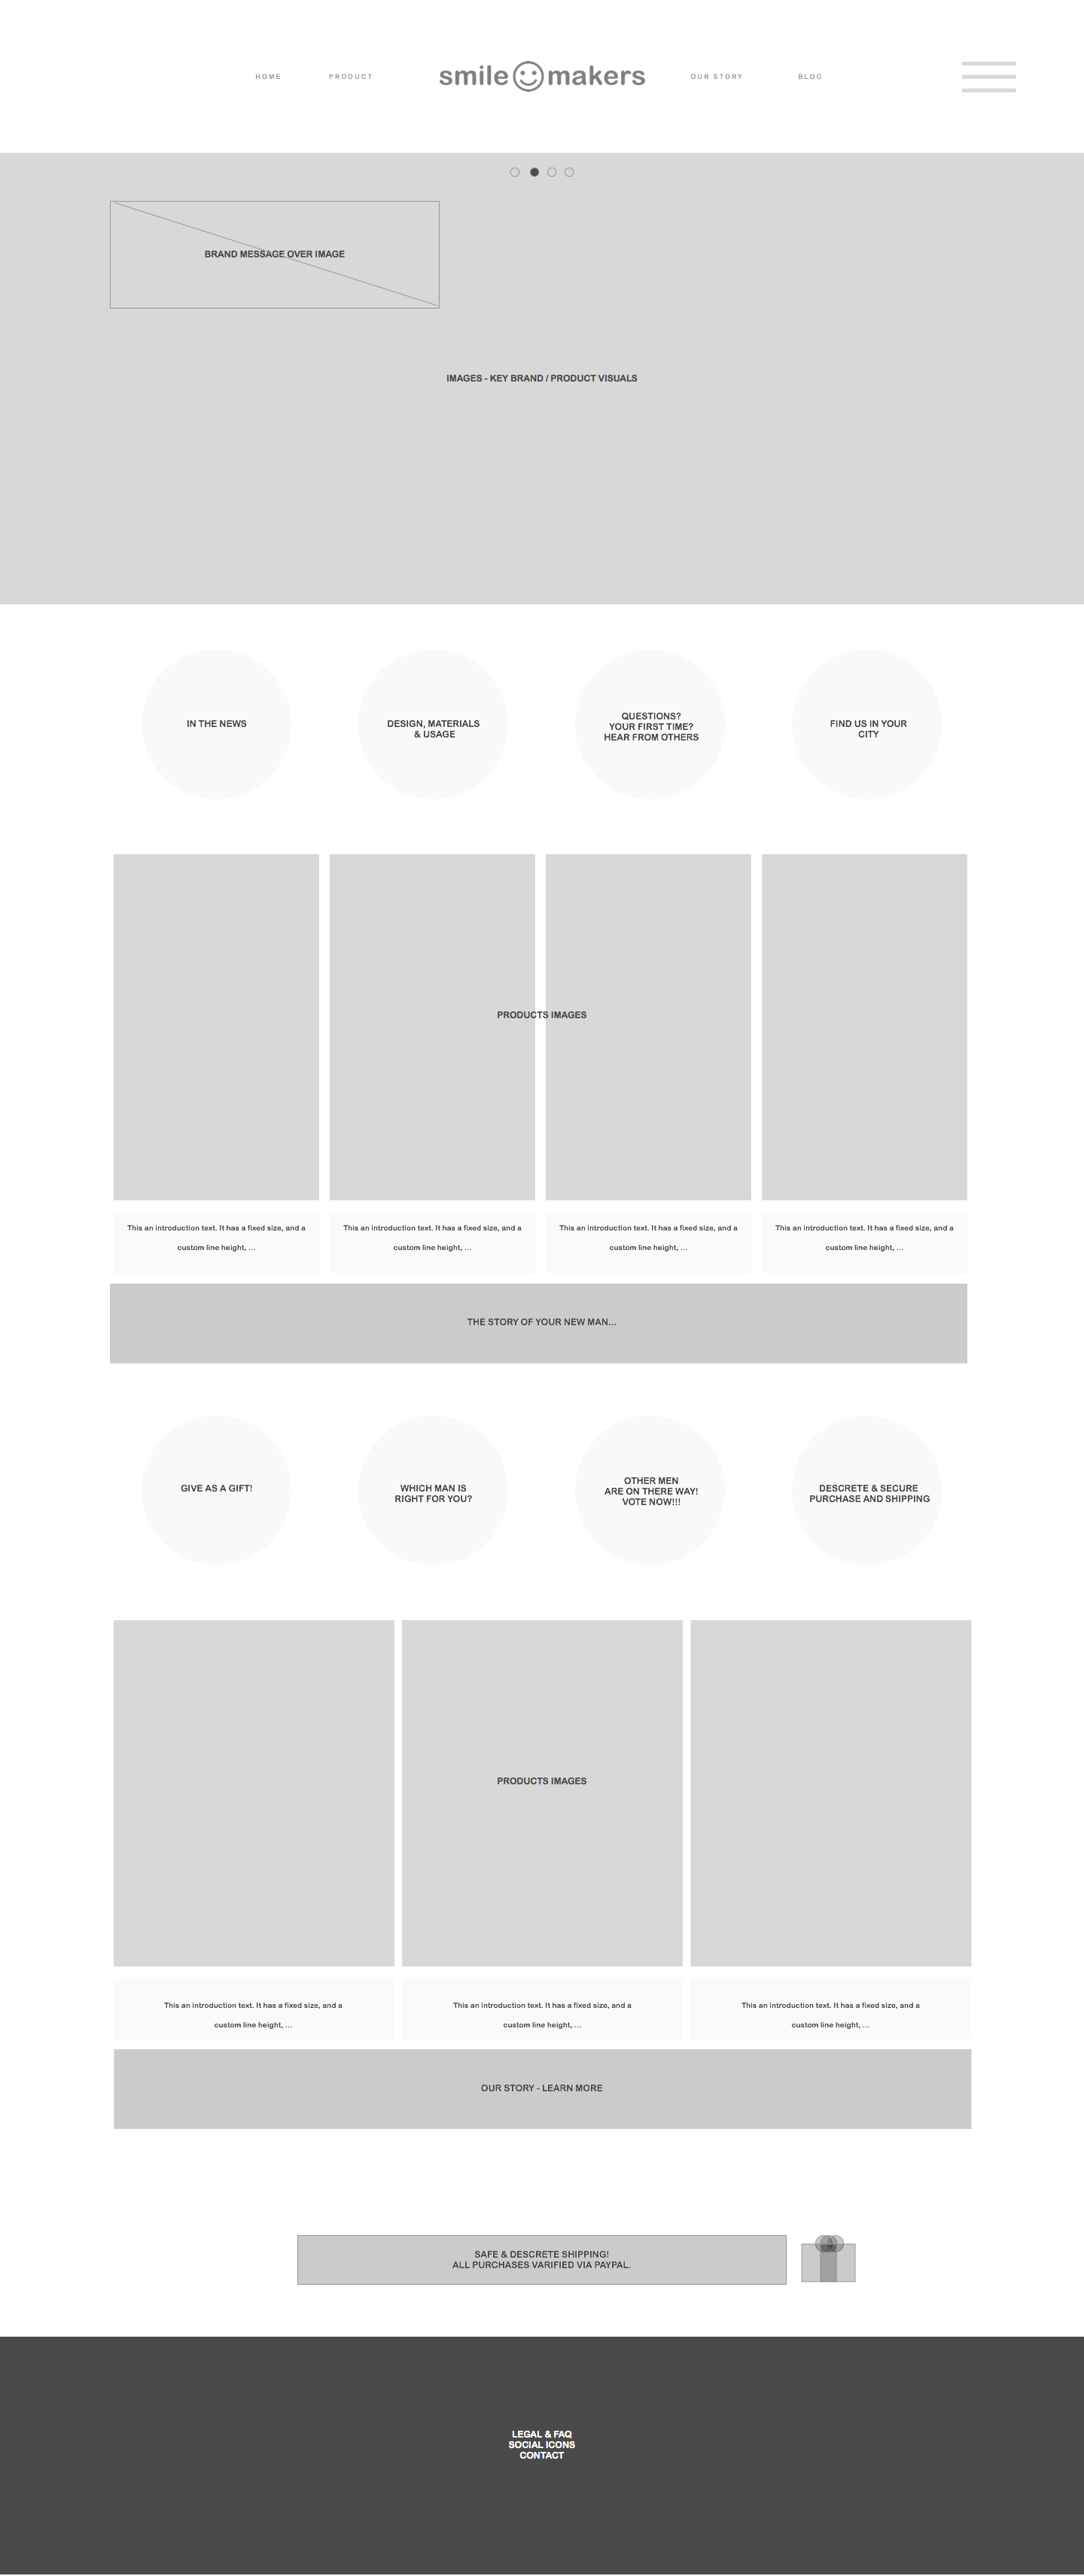 HOME
PRODUCT
smile makers
OUR STORY
BLOG
BRAND MESSAGE OVER IMAGE
IMAGES - KEY BRAND / PRODUCT VISUALS
IN THE NEWS
DESIGN, MATERIALS
& USAGE
QUESTIONS?
YOUR FIRST TIME?
HEAR FROM OTHERS
FIND US IN YOUR
CITY
PRODUCTS IMAGES
This an introduction text. It has a fixed size, and a
custom line height, ...
This an introduction text. It has a fixed size, and a
custom line height, ...
This an introduction text. It has a fixed size, and a
custom line height, ...
This an introduction text. It has a fixed size, and a
custom line height, ...
THE STORY OF YOUR NEW MAN...
GIVE AS A GIFT!
WHICH MAN IS
RIGHT FOR YOU?
OTHER MEN
ARE ON THERE WAY!
VOTE NOW!!!
DESCRETE & SECURE
PURCHASE AND SHIPPING
PRODUCTS IMAGES
This an introduction text. It has a fixed size, and a
custom line height, ...
This an introduction text. It has a fixed size, and a
custom line height, ...
This an introduction text. It has a fixed size, and a
custom line height, ...
OUR STORY - LEARN MORE
SAFE & DESCRETE SHIPPING!
ALL PURCHASES VARIFIED VIA PAYPAL.
LEGAL & FAQ
SOCIAL ICONS
CONTACT